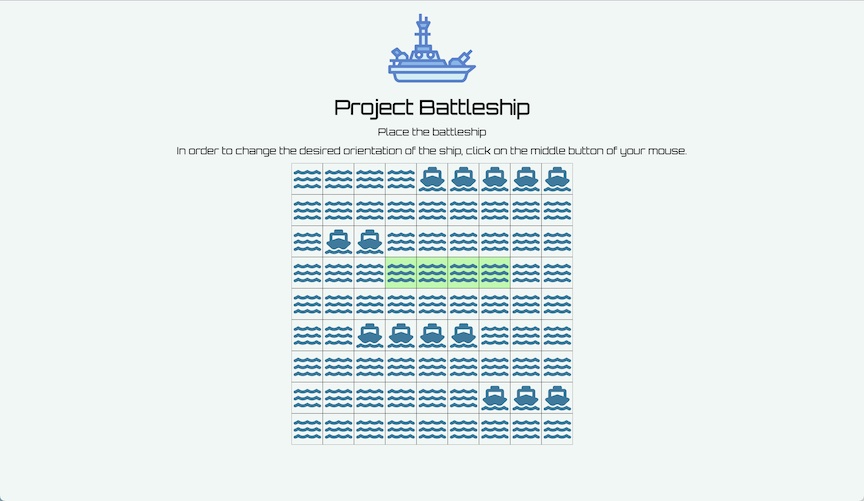 Project Battleship
Place the battleship
In order to change the desired orientation of the ship, click on the middle button of your mouse.